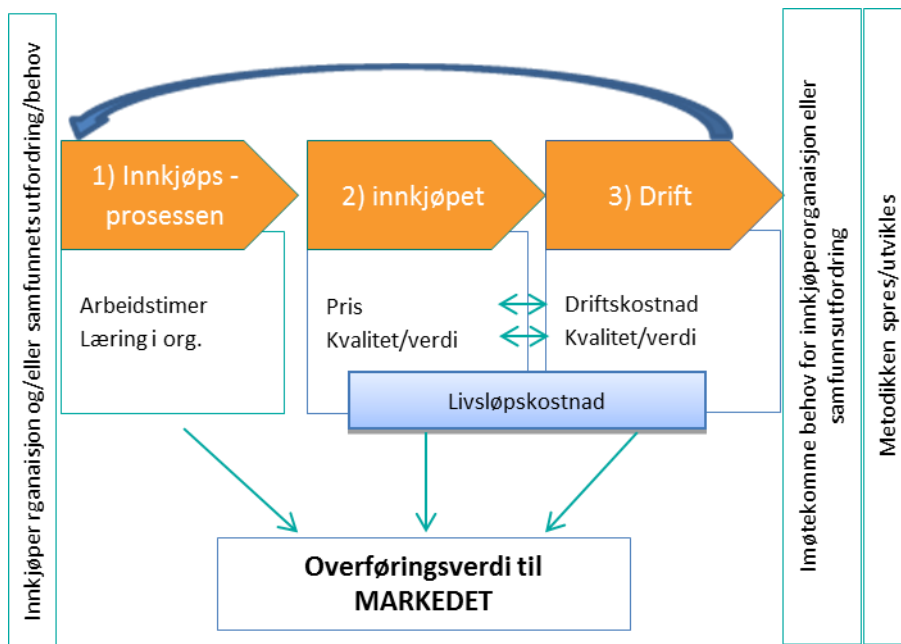 Innkjøper rganaisjon og/eller samfunnets utfordring/behov
1) Innkjøps -
prosessen
Arbeidstimer
Læring i org.
2) innkjøpet
Pris
Kvalitet/verdi
3) Drift
Driftskostnad
Kvalitet/verdi
Livsløpskostnad
Overføringsverdi til
MARKEDET
Imøtekomme behov for innkjøperorganaisjon eller
samfunnsutfordring
Metodikken spres/utvikles